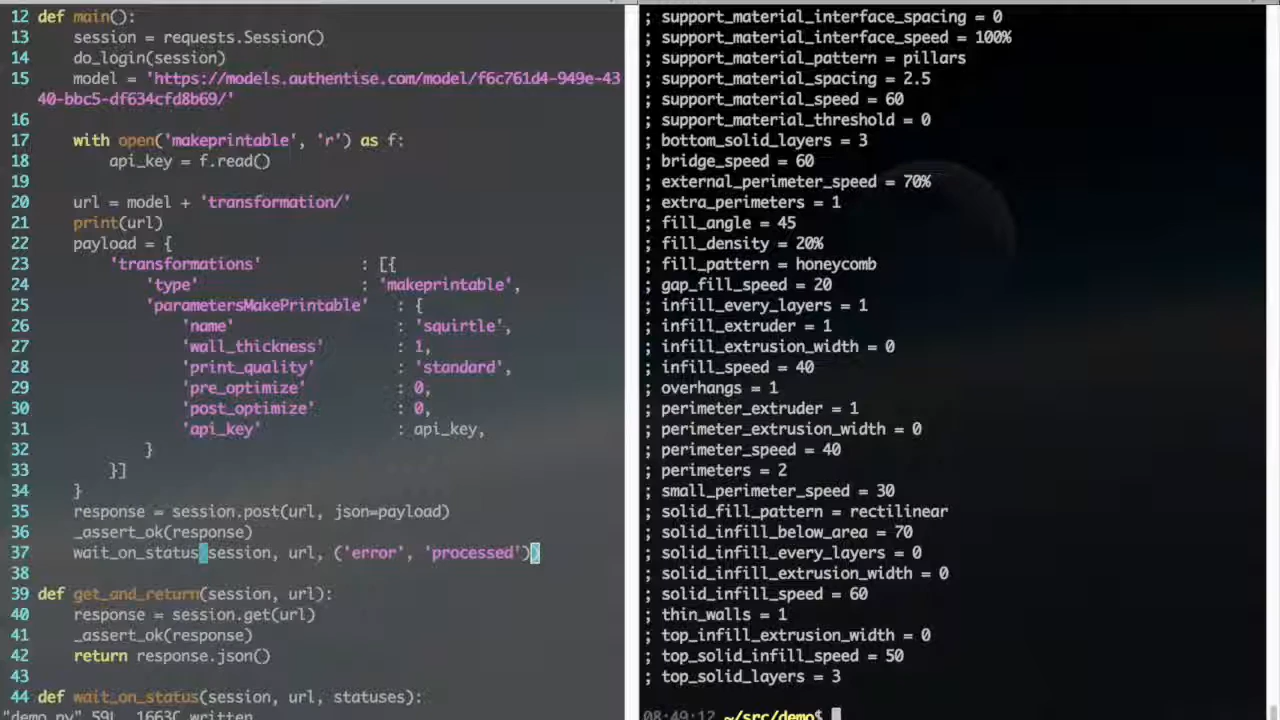 12 def main():
13     session = requests.Session()
14     do_login(session)
15     model = 'https://models.authentise.com/model/f6c761d4-949e-43
40-bbc5-df634cfd8b69/'
16
17     with open('makeprintable', 'r') as f:
18         api_key = f.read()
19
20     url = model + 'transformation/'
21     print(url)
22     payload = {
23         'transformations'            : [{
24             'type'                   : 'makeprintable',
25             'parametersMakePrintable'   : {
26                 'name'                  : 'squirtle',
27                 'wall_thickness'        : 1,
28                 'print_quality'         : 'standard',
29                 'pre_optimize'          : 0,
30                 'post_optimize'         : 0,
31                 'api_key'               : api_key,
32             }
33         }]
34     }
35     response = session.post(url, json=payload)
36     _assert_ok(response)
37     wait_on_status(session, url, ('error', 'processed'))
38
39 def get_and_return(session, url):
40     response = session.get(url)
41     _assert_ok(response)
42     return response.json()
43
44 def wait_on_status(session, url, statuses):
"demo.py" 59L, 1663C written
; support_material_interface_spacing = 0
; support_material_interface_speed = 100%
; support_material_pattern = pillars
; support_material_spacing = 2.5
; support_material_speed = 60
; support_material_threshold = 0
; bottom_solid_layers = 3
; bridge_speed = 60
; external_perimeter_speed = 70%
; extra_perimeters = 1
; fill_angle = 45
; fill_density = 20%
; fill_pattern = honeycomb
; gap_fill_speed = 20
; infill_every_layers = 1
; infill_extruder = 1
; infill_extrusion_width = 0
; infill_speed = 40
; overhangs = 1
; perimeter_extruder = 1
; perimeter_extrusion_width = 0
; perimeter_speed = 40
; perimeters = 2
; small_perimeter_speed = 30
; solid_fill_pattern = rectilinear
; solid_infill_below_area = 70
; solid_infill_every_layers = 0
; solid_infill_extrusion_width = 0
; solid_infill_speed = 60
; thin_walls = 1
; top_infill_extrusion_width = 0
; top_solid_infill_speed = 50
; top_solid_layers = 3
08:49:12 ~/src/demo$